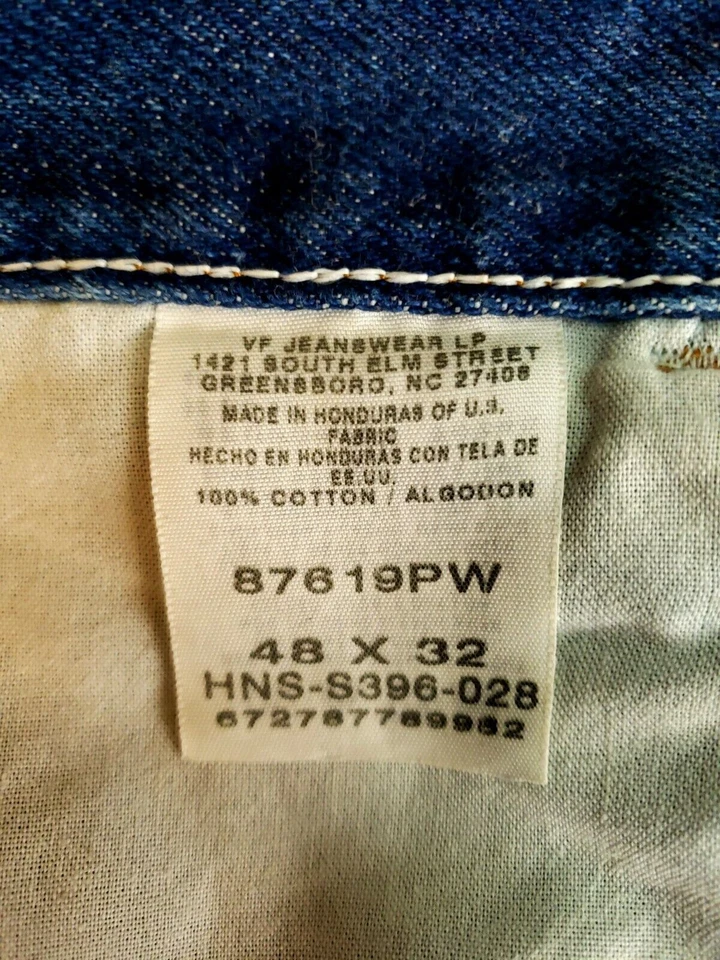 VF JEANSWEAR LP
1421 SOUTH ELM STREET
GREENSBORO, NC 27406
MADE IN HONDURAS OF U.S.
FABRIC
HECHO EN HONDURAS CON TELA DE
EE.UU.
100% COTTON / ALGODON
87619PW
48 X 32
HNS-S396-028